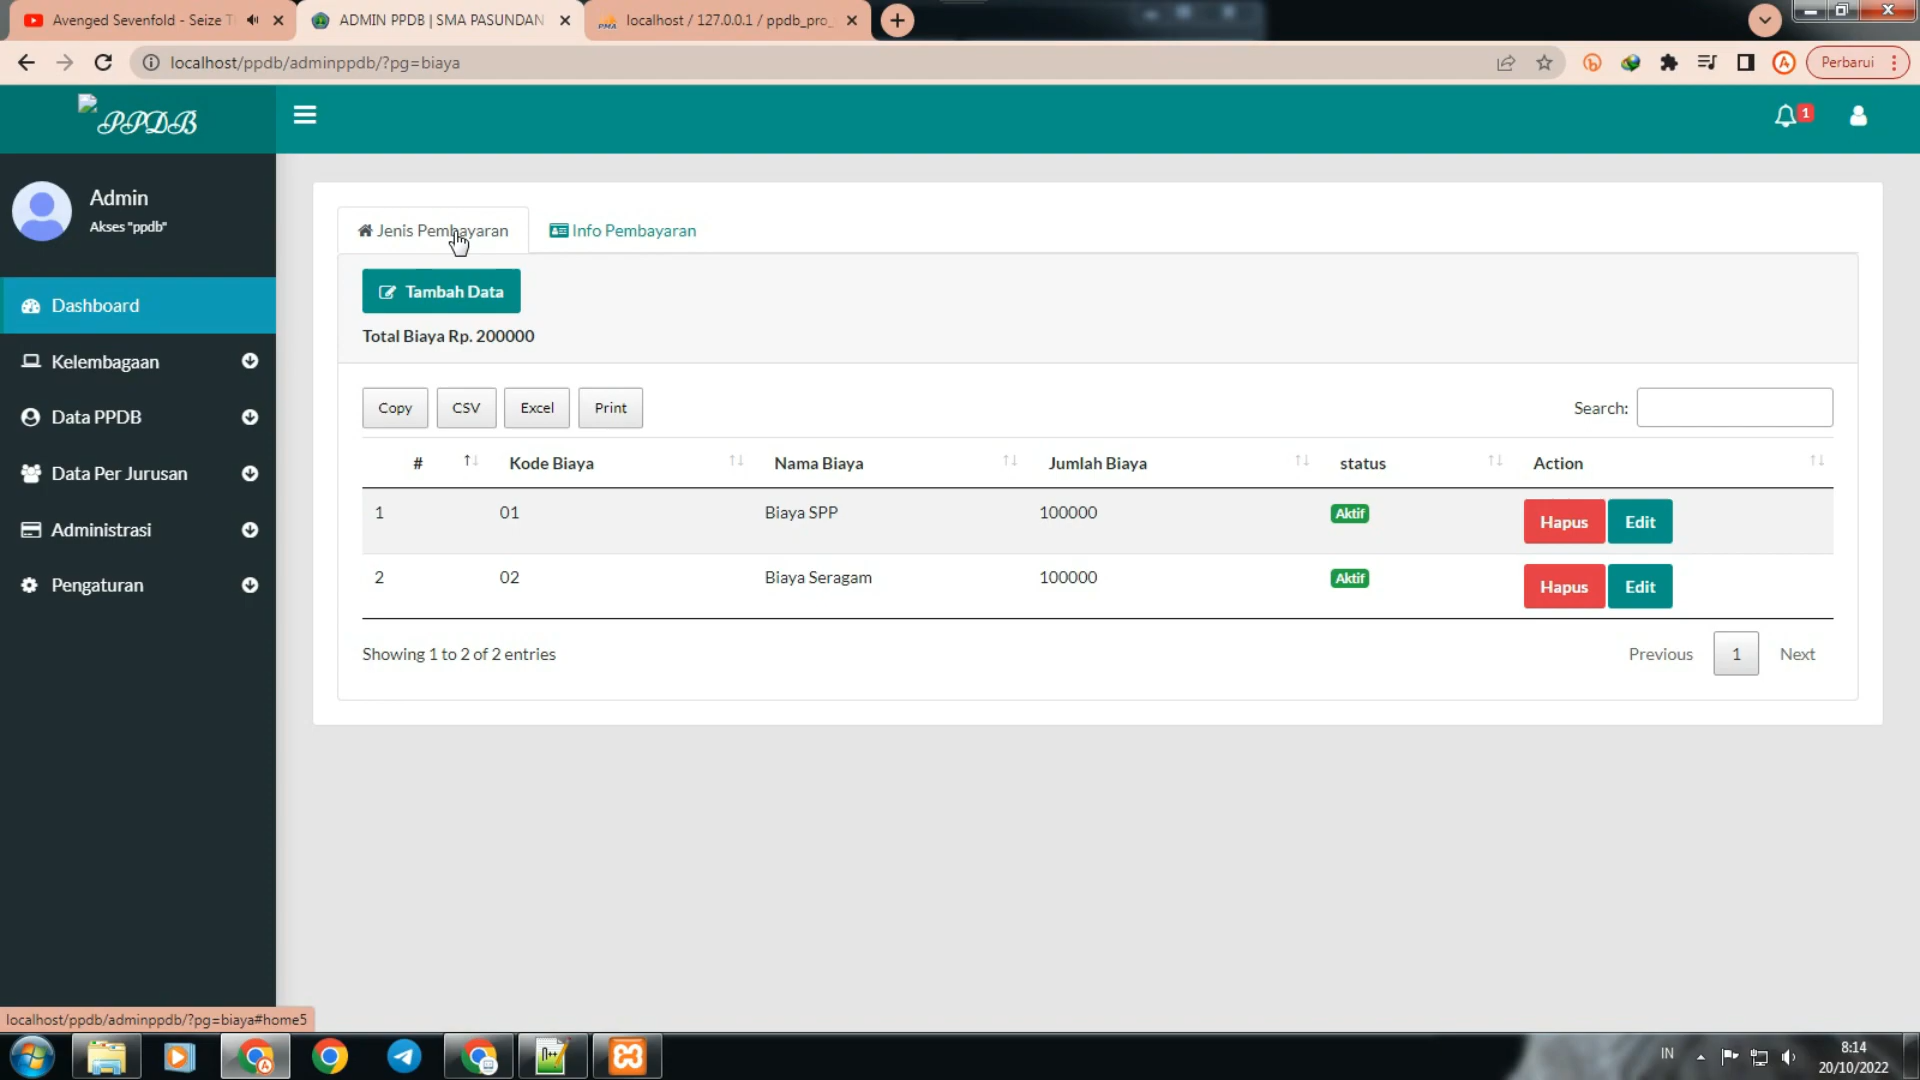 Avenged Sevenfold - Seize T
ADMIN PPDB | SMA PASUNDAN
localhost / 127.0.0.1 / ppdb_pro_
localhost/ppdb/adminppdb/?pg=biaya
Perbarui
PPDB
1
Admin
Akses "ppdb"
Dashboard
Kelembagaan
Data PPDB
Data Per Jurusan
Administrasi
Pengaturan
Jenis Pembayaran
Info Pembayaran
Tambah Data
Total Biaya Rp. 200000
Copy CSV Excel Print
Search:
# Kode Biaya Nama Biaya Jumlah Biaya status Action
1 01 Biaya SPP 100000 Aktif Hapus Edit
2 02 Biaya Seragam 100000 Aktif Hapus Edit
Showing 1 to 2 of 2 entries
Previous 1 Next
localhost/ppdb/adminppdb/?pg=biaya#home5
IN
8:14
20/10/2022